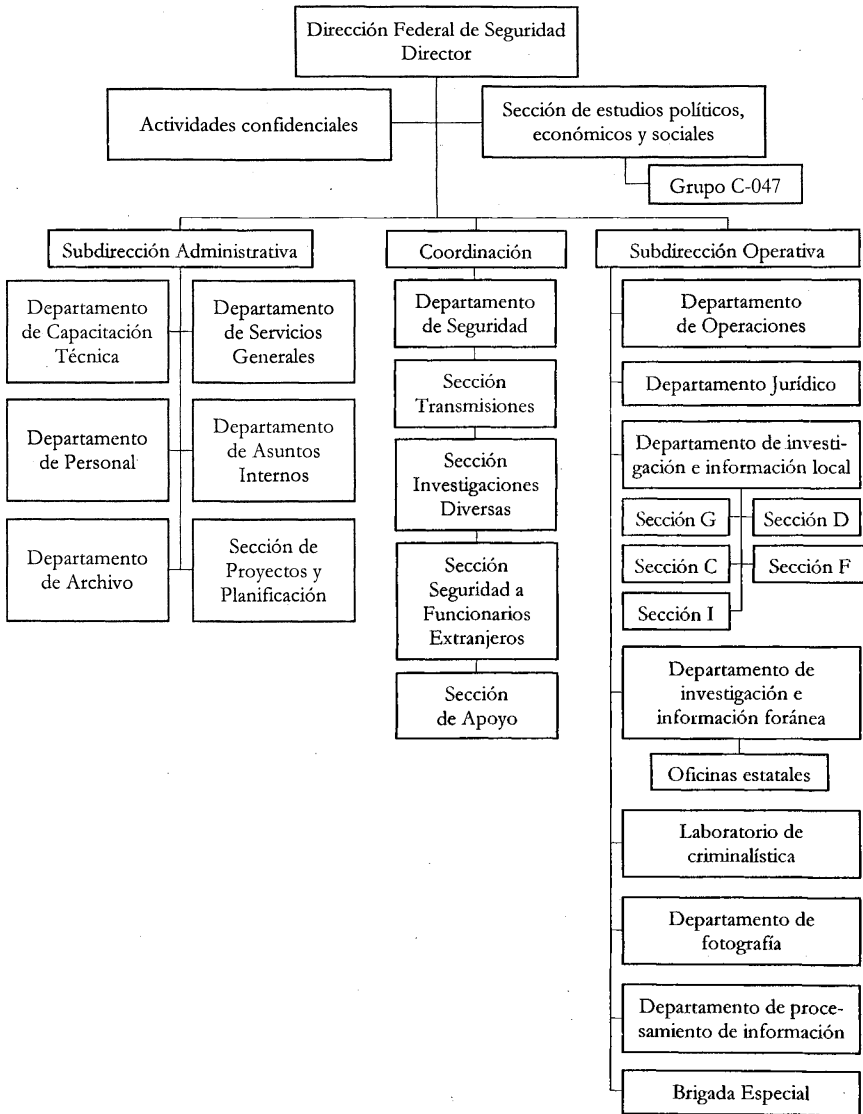 Dirección Federal de Seguridad
Director
Actividades confidenciales
Sección de estudios políticos,
económicos y sociales
Grupo C-047
Subdirección Administrativa
Departamento
de Capacitación
Técnica
Departamento
de Servicios
Generales
Departamento
de Personal
Departamento
de Asuntos
Internos
Departamento
de Archivo
Sección de
Proyectos y
Planificación
Coordinación
Departamento
de Seguridad
Sección
Transmisiones
Sección
Investigaciones
Diversas
Sección
Seguridad a
Funcionarios
Extranjeros
Sección
de Apoyo
Subdirección Operativa
Departamento
de Operaciones
Departamento Jurídico
Departamento de investi-
gación e información local
Sección G
Sección D
Sección C
Sección F
Sección I
Departamento de
investigación e
información foránea
Oficinas estatales
Laboratorio de
criminalística
Departamento de
fotografía
Departamento de proce-
samiento de información
Brigada Especial